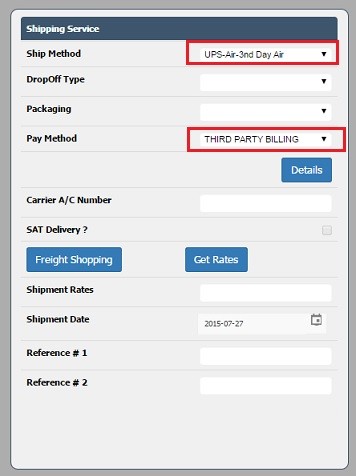 Shipping Service
Ship Method UPS-Air-3nd Day Air
DropOff Type
Packaging
Pay Method THIRD PARTY BILLING
Details
Carrier A/C Number
SAT Delivery ?
Freight Shopping Get Rates
Shipment Rates
Shipment Date 2015-07-27
Reference # 1
Reference # 2